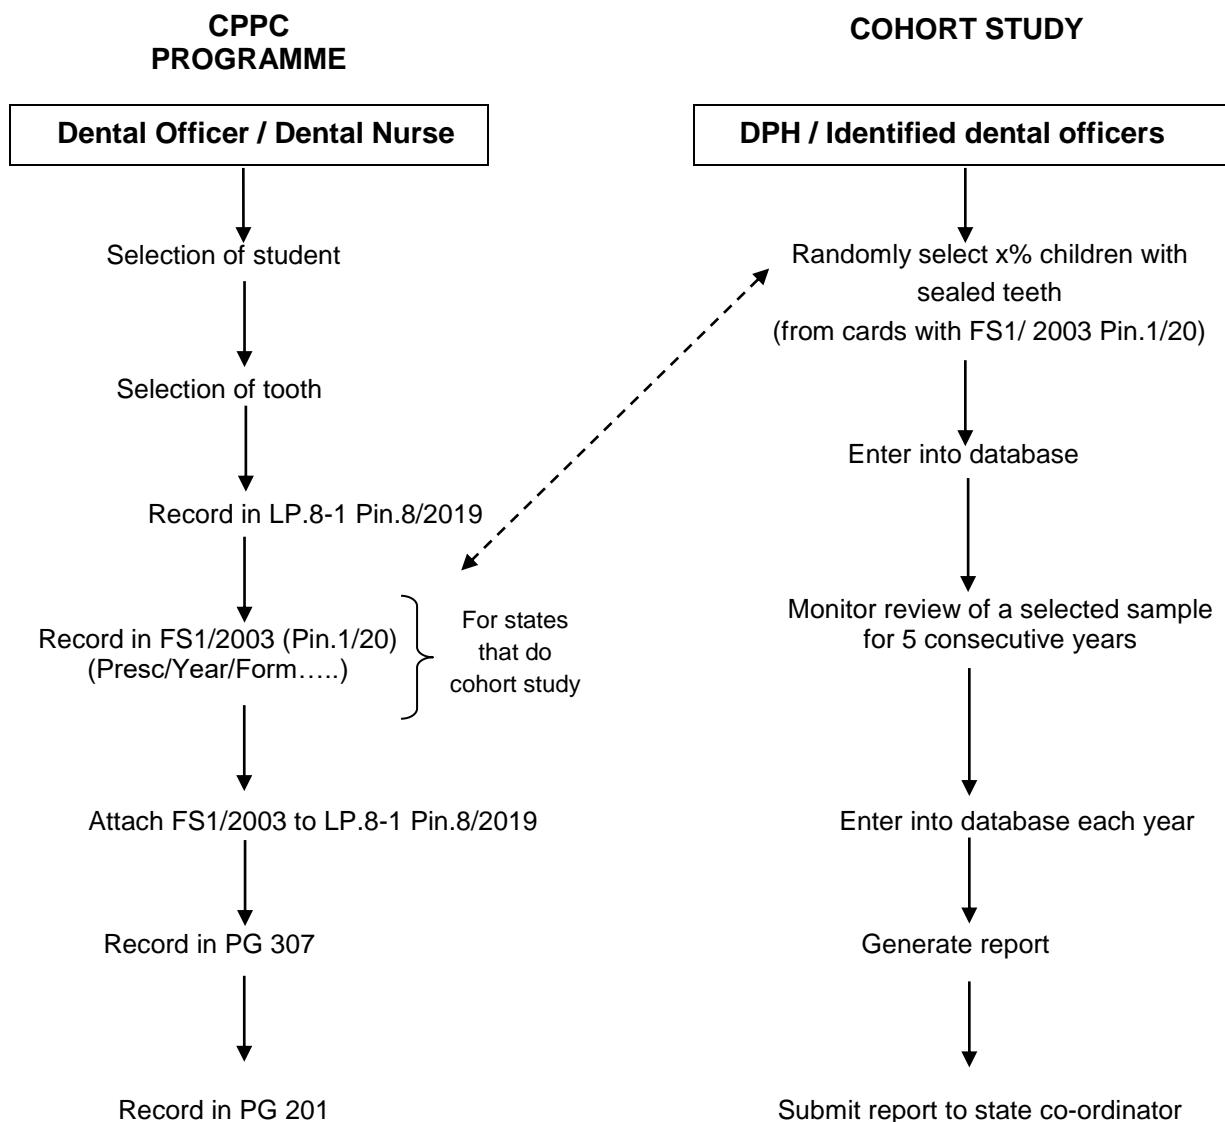 CPPC
PROGRAMME
Dental Officer / Dental Nurse
Selection of student
Selection of tooth
Record in LP.8-1 Pin.8/2019
Record in FS1/2003 (Pin.1/20)
(Presc/Year/Form…..)
For states
that do
cohort study
Attach FS1/2003 to LP.8-1 Pin.8/2019
Record in PG 307
Record in PG 201
COHORT STUDY
DPH / Identified dental officers
Randomly select x% children with
sealed teeth
(from cards with FS1/ 2003 Pin.1/20)
Enter into database
Monitor review of a selected sample
for 5 consecutive years
Enter into database each year
Generate report
Submit report to state co-ordinator